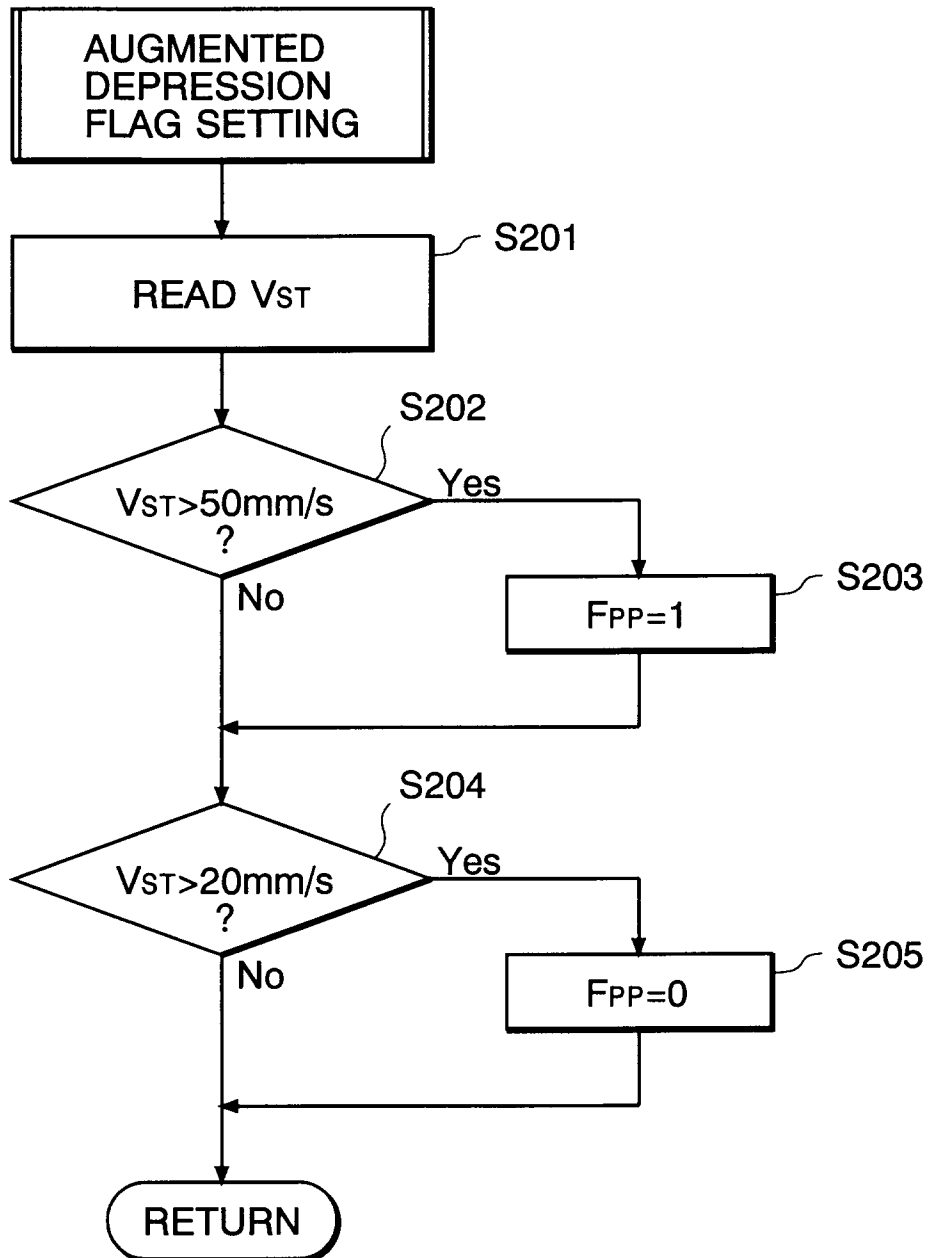 AUGMENTED
DEPRESSION
FLAG SETTING
S201
READ VST
S202
VST>50mm/s
?
Yes
No
S203
FPP=1
S204
VST>20mm/s
?
Yes
No
S205
FPP=0
RETURN